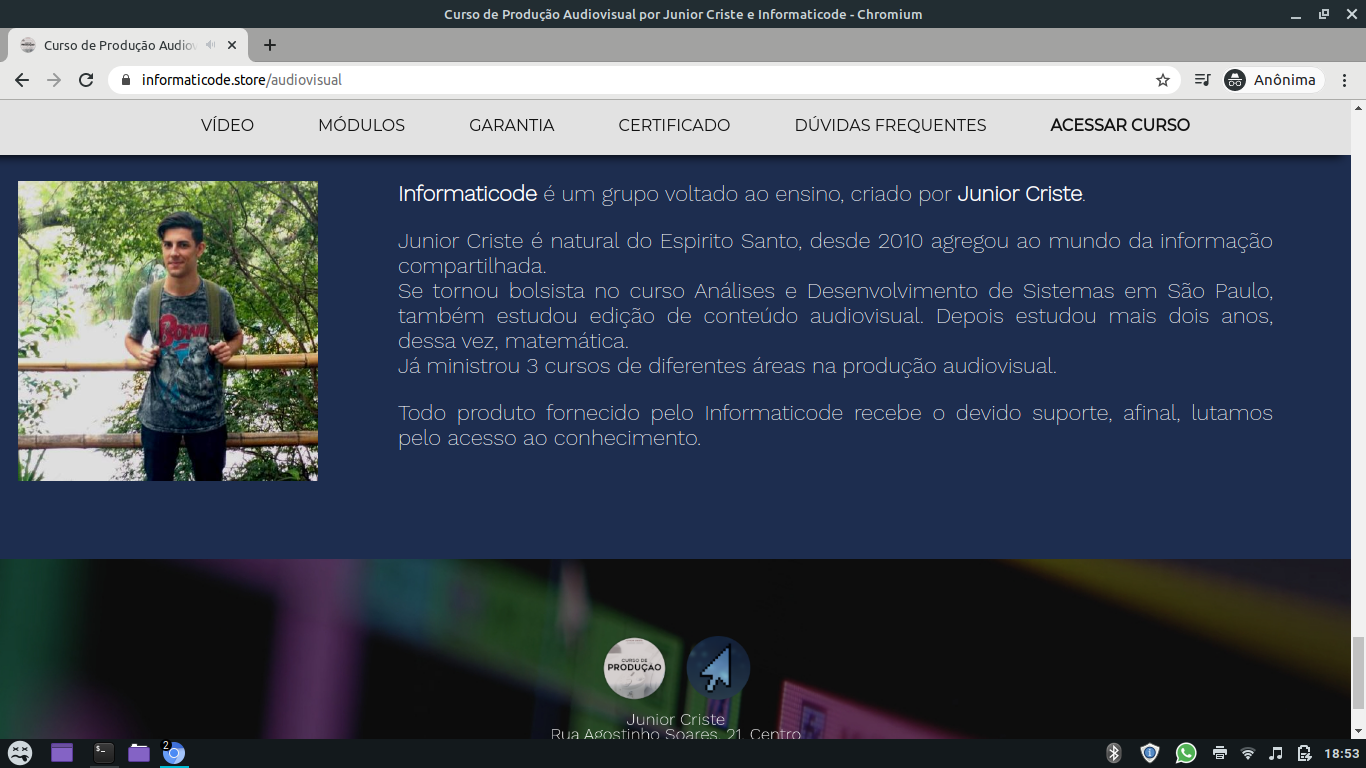 Curso de Produção Audiovisual por Junior Criste e Informaticode - Chromium
Curso de Produção Audiov
informaticode.store/audiovisual
Anônima
VÍDEO MÓDULOS GARANTIA CERTIFICADO DÚVIDAS FREQUENTES ACESSAR CURSO
Informaticode é um grupo voltado ao ensino, criado por Junior Criste.
Junior Criste é natural do Espirito Santo, desde 2010 agregou ao mundo da informação
compartilhada.
Se tornou bolsista no curso Análises e Desenvolvimento de Sistemas em São Paulo,
também estudou edição de conteúdo audiovisual. Depois estudou mais dois anos,
dessa vez, matemática.
Já ministrou 3 cursos de diferentes áreas na produção audiovisual.
Todo produto fornecido pelo Informaticode recebe o devido suporte, afinal, lutamos
pelo acesso ao conhecimento.
CURSO DE
PRODUÇÃO
Junior Criste
Rua Agostinho Soares, 21, Centro
2
18:53